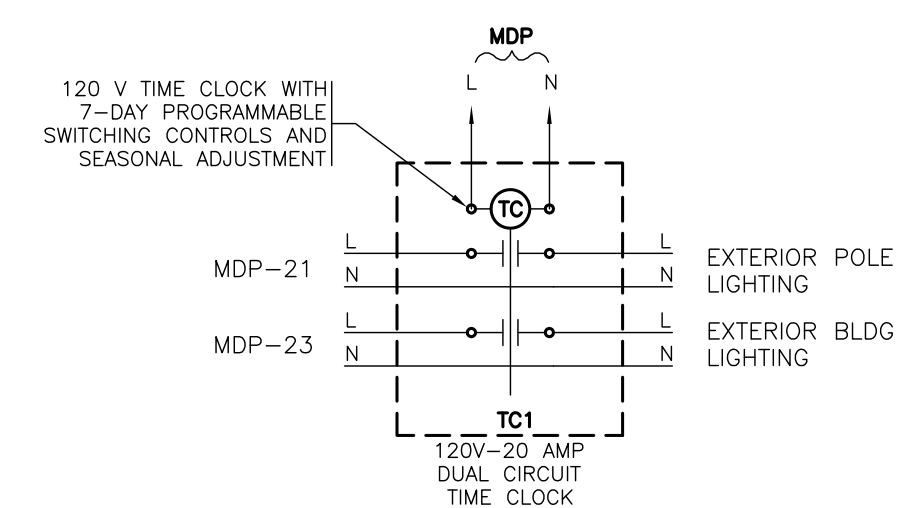 MDP
L N
120 V TIME CLOCK WITH
7-DAY PROGRAMMABLE
SWITCHING CONTROLS AND
SEASONAL ADJUSTMENT
TC
L L
MDP-21
N N
EXTERIOR POLE
LIGHTING
L L
MDP-23
N N
EXTERIOR BLDG
LIGHTING
TC1
120V-20 AMP
DUAL CIRCUIT
TIME CLOCK